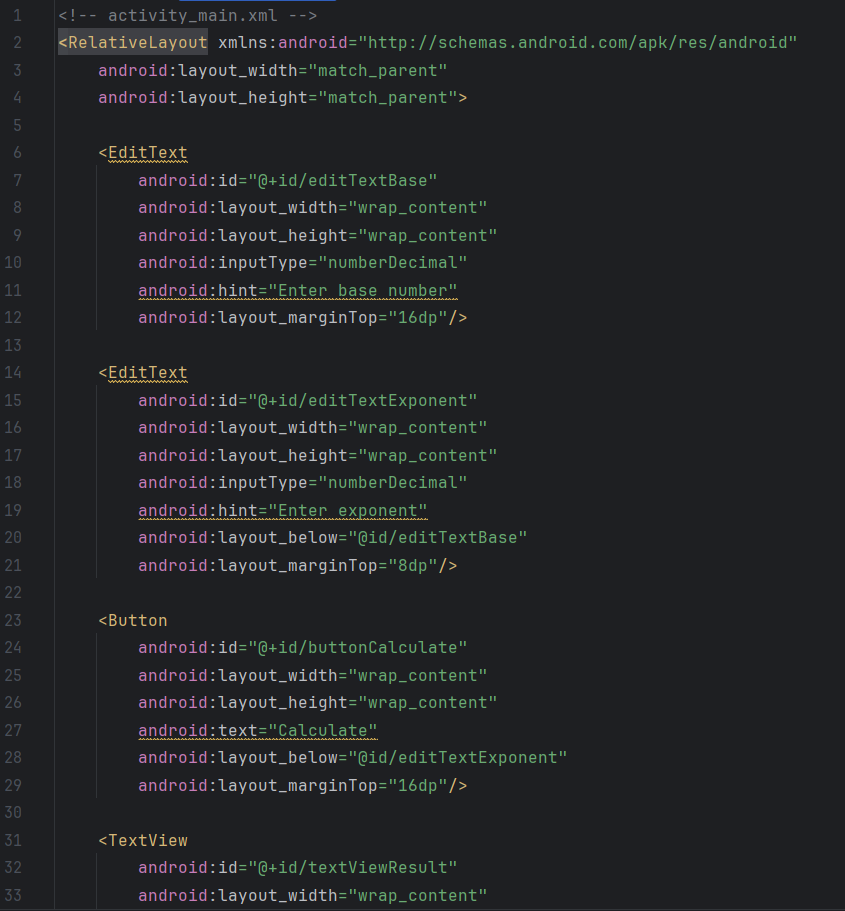 1 <!-- activity_main.xml -->
2 <RelativeLayout xmlns:android="http://schemas.android.com/apk/res/android"
3     android:layout_width="match_parent"
4     android:layout_height="match_parent">
5
6     <EditText
7         android:id="@+id/editTextBase"
8         android:layout_width="wrap_content"
9         android:layout_height="wrap_content"
10         android:inputType="numberDecimal"
11         android:hint="Enter base number"
12         android:layout_marginTop="16dp"/>
13
14     <EditText
15         android:id="@+id/editTextExponent"
16         android:layout_width="wrap_content"
17         android:layout_height="wrap_content"
18         android:inputType="numberDecimal"
19         android:hint="Enter exponent"
20         android:layout_below="@id/editTextBase"
21         android:layout_marginTop="8dp"/>
22
23     <Button
24         android:id="@+id/buttonCalculate"
25         android:layout_width="wrap_content"
26         android:layout_height="wrap_content"
27         android:text="Calculate"
28         android:layout_below="@id/editTextExponent"
29         android:layout_marginTop="16dp"/>
30
31     <TextView
32         android:id="@+id/textViewResult"
33         android:layout_width="wrap_content"